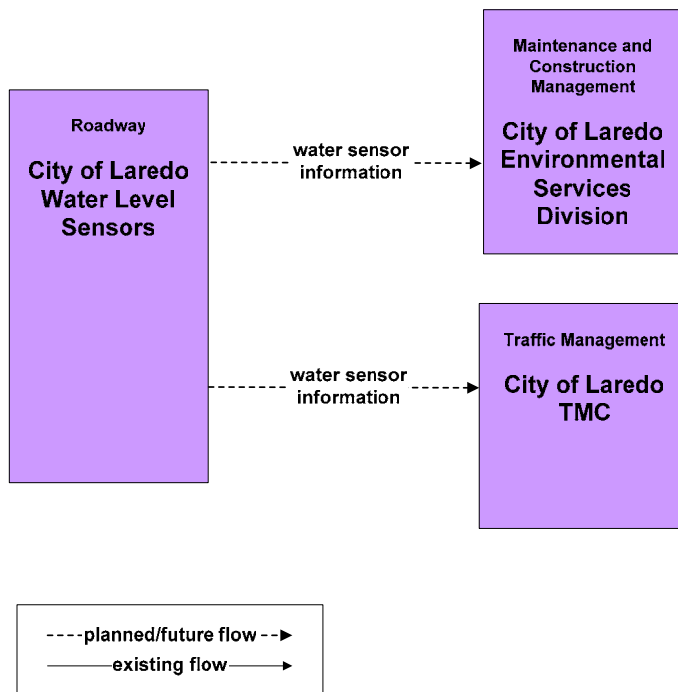 Roadway
City of Laredo
Water Level
Sensors
water sensor
information
Maintenance and
Construction
Management
City of Laredo
Environmental
Services
Division
water sensor
information
Traffic Management
City of Laredo
TMC
planned/future flow
existing flow